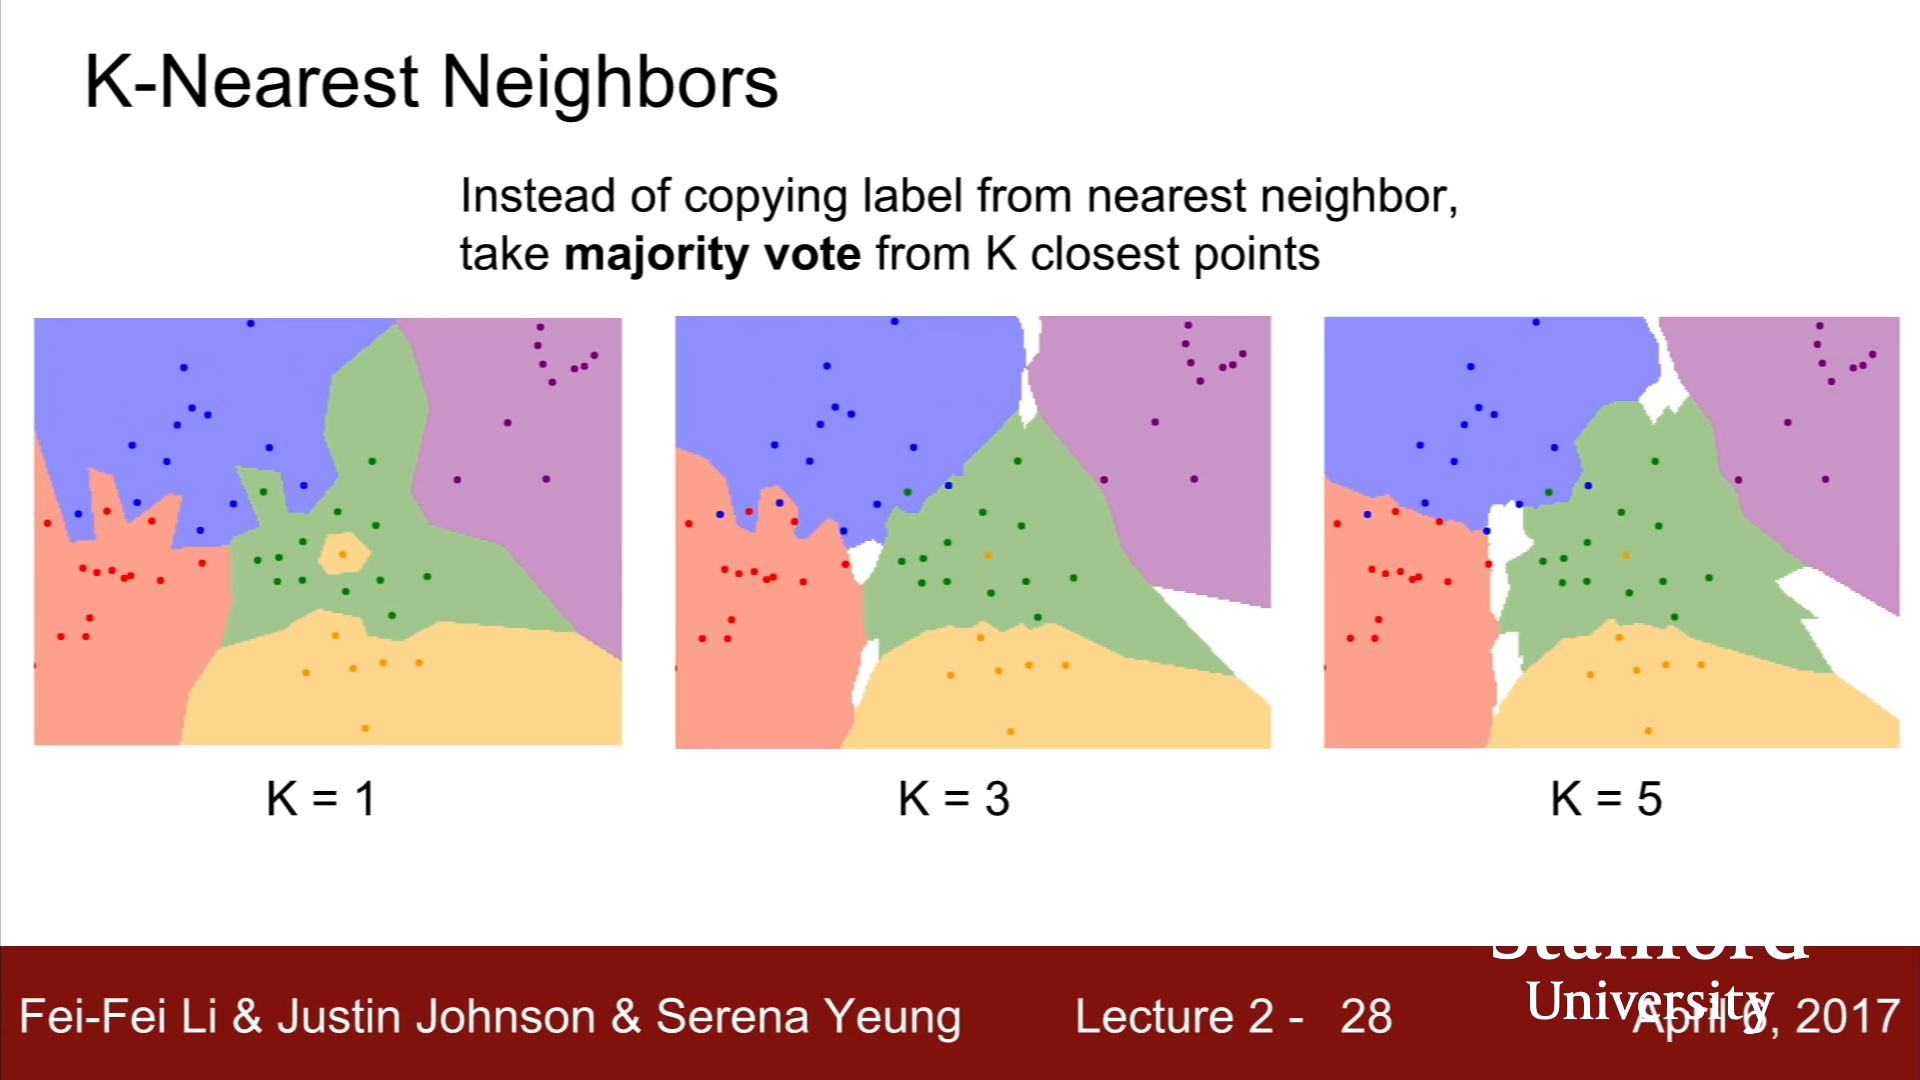 K-Nearest Neighbors
Instead of copying label from nearest neighbor,
take majority vote from K closest points
K = 1
K = 3
K = 5
Fei-Fei Li & Justin Johnson & Serena Yeung
Lecture 2 - 28
Stanford
University
April 6, 2017